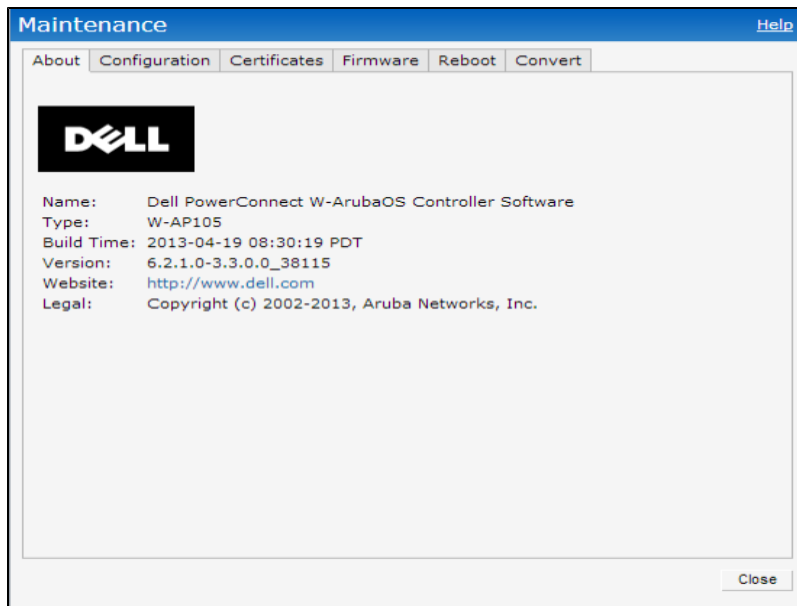 Maintenance Help
About Configuration Certificates Firmware Reboot Convert
DELL
Name: Dell PowerConnect W-ArubaOS Controller Software
Type: W-AP105
Build Time: 2013-04-19 08:30:19 PDT
Version: 6.2.1.0-3.3.0.0_38115
Website: http://www.dell.com
Legal: Copyright (c) 2002-2013, Aruba Networks, Inc.
Close